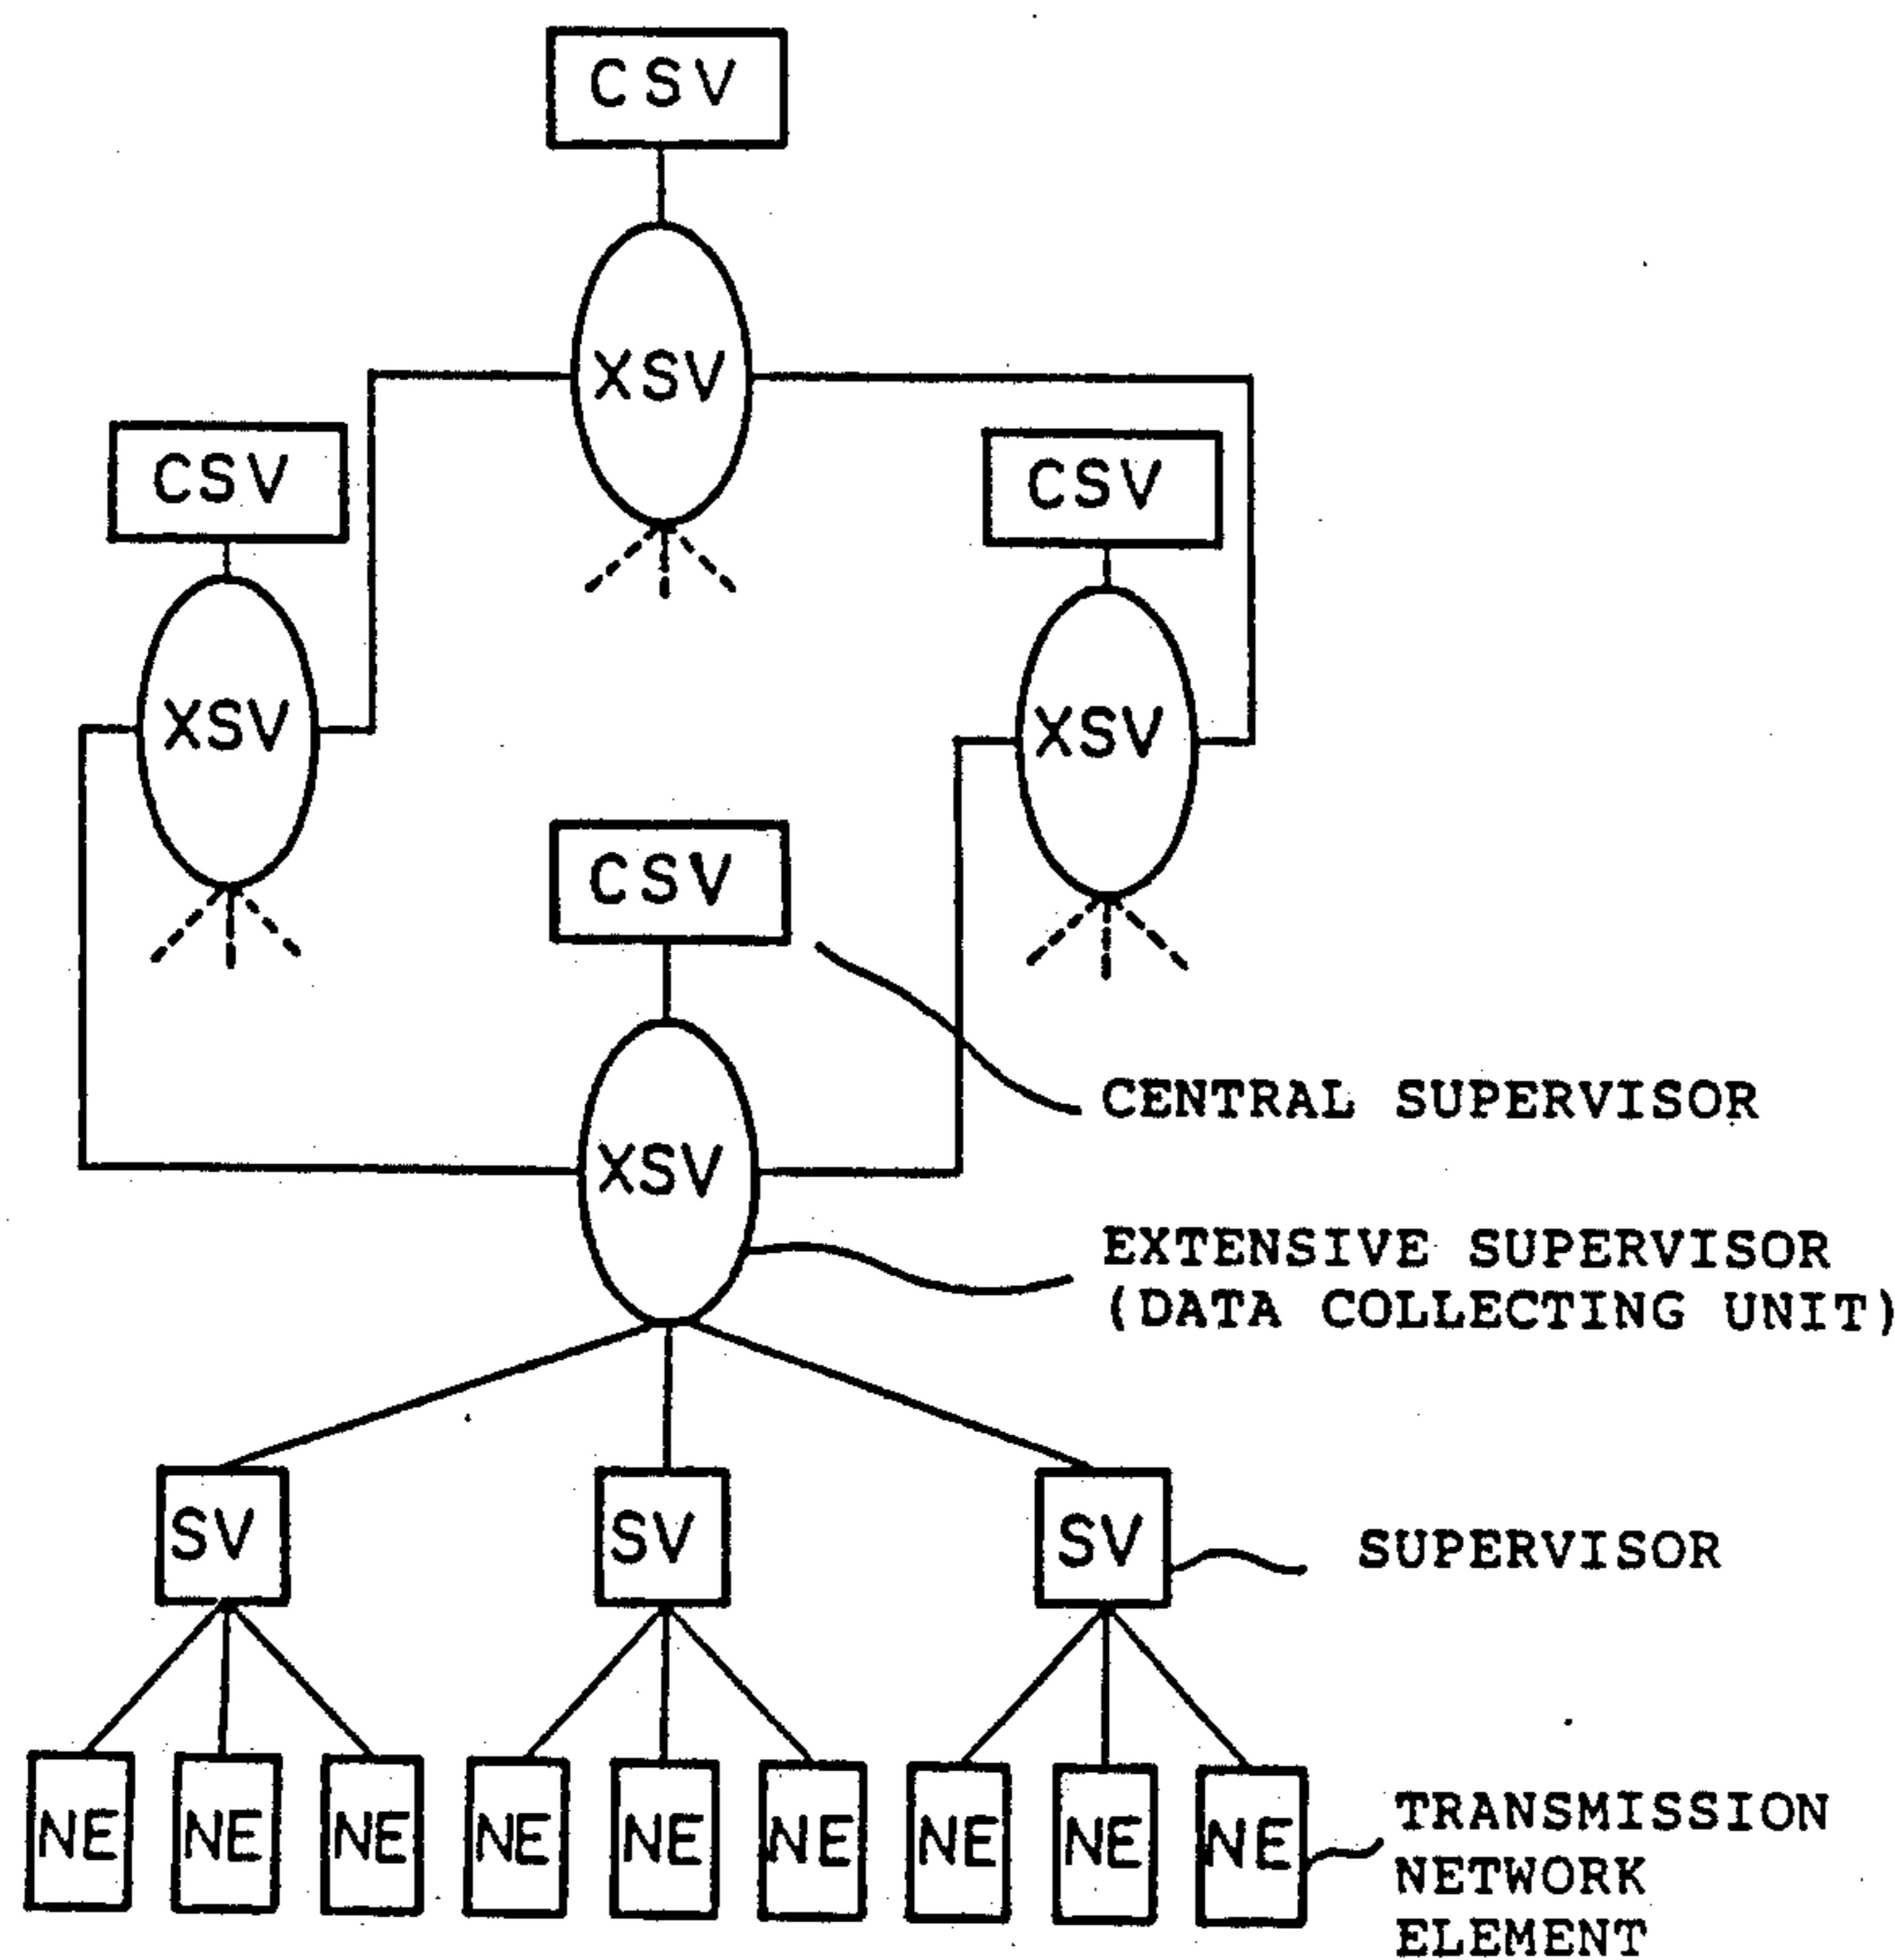 CSV
XSV
CSV
CSV
XSV
XSV
CSV
CENTRAL SUPERVISOR
XSV
EXTENSIVE SUPERVISOR
(DATA COLLECTING UNIT)
SV
SV
SV
SUPERVISOR
NE
NE
NE
NE
NE
NE
NE
NE
NE
TRANSMISSION
NETWORK
ELEMENT